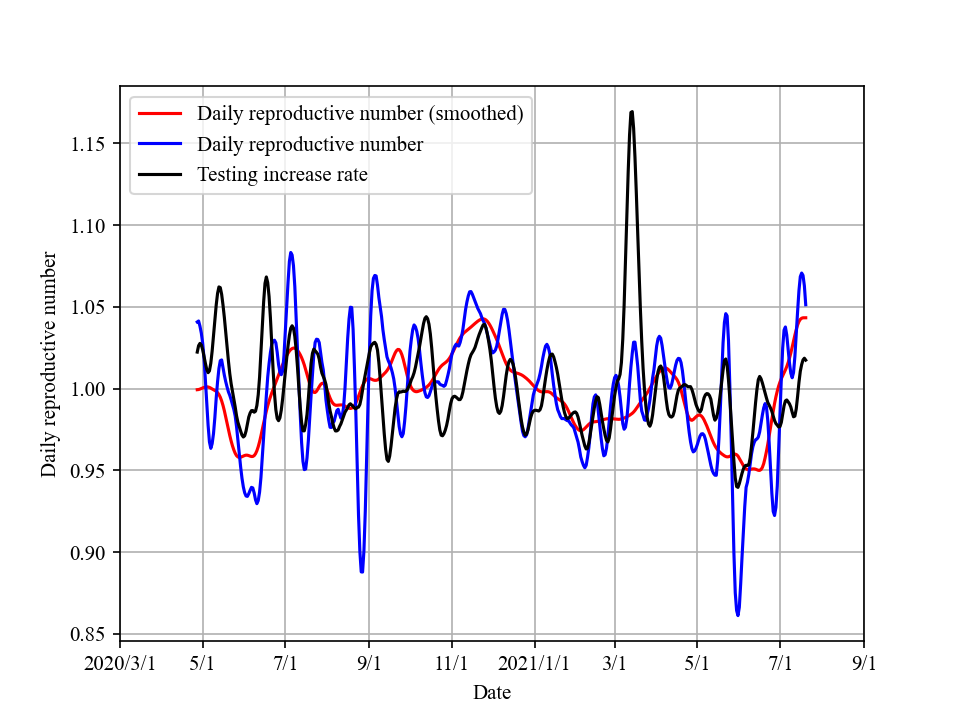 Daily reproductive number (smoothed)
Daily reproductive number
Testing increase rate
Daily reproductive number
1.15
1.10
1.05
1.00
0.95
0.90
0.85
2020/3/1 5/1 7/1 9/1 11/1 2021/1/1 3/1 5/1 7/1 9/1
Date